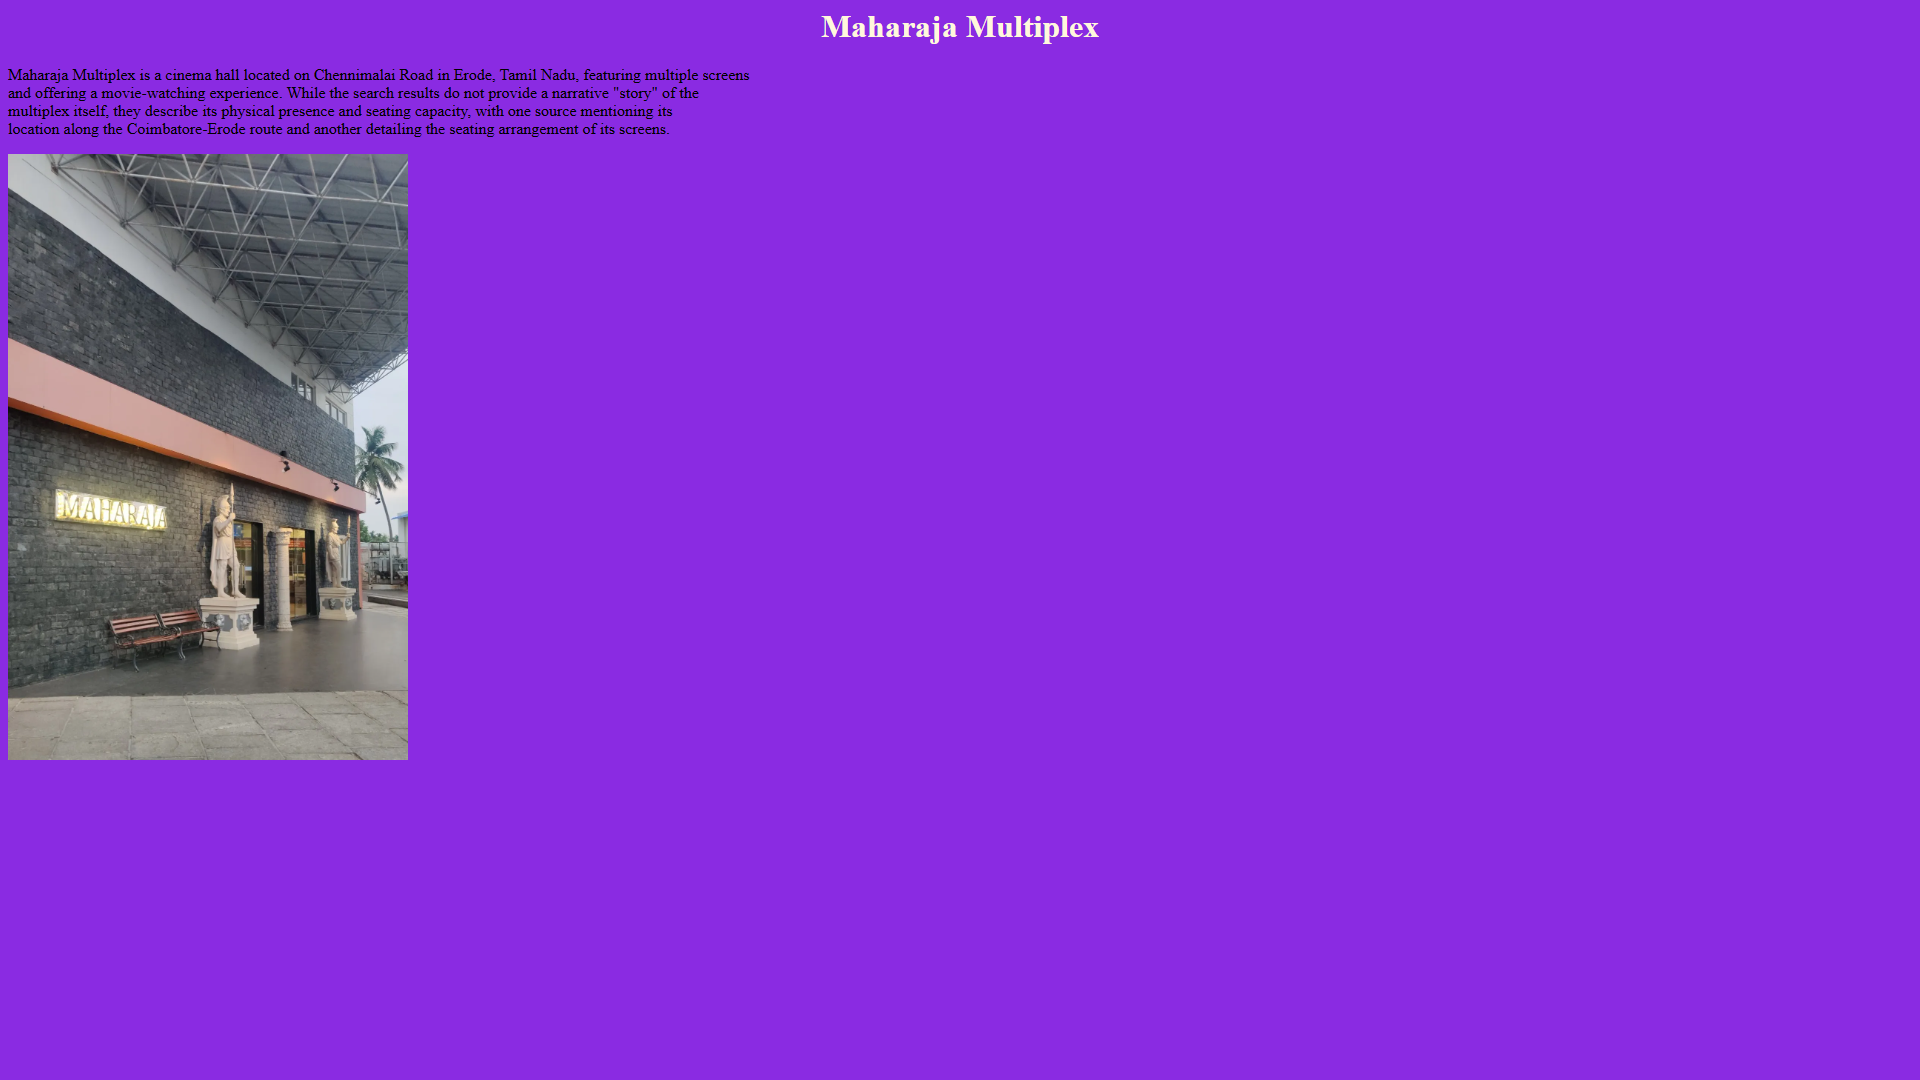 Maharaja Multiplex
Maharaja Multiplex is a cinema hall located on Chennimalai Road in Erode, Tamil Nadu, featuring multiple screens
and offering a movie-watching experience. While the search results do not provide a narrative "story" of the
multiplex itself, they describe its physical presence and seating capacity, with one source mentioning its
location along the Coimbatore-Erode route and another detailing the seating arrangement of its screens.
MAHARAJA